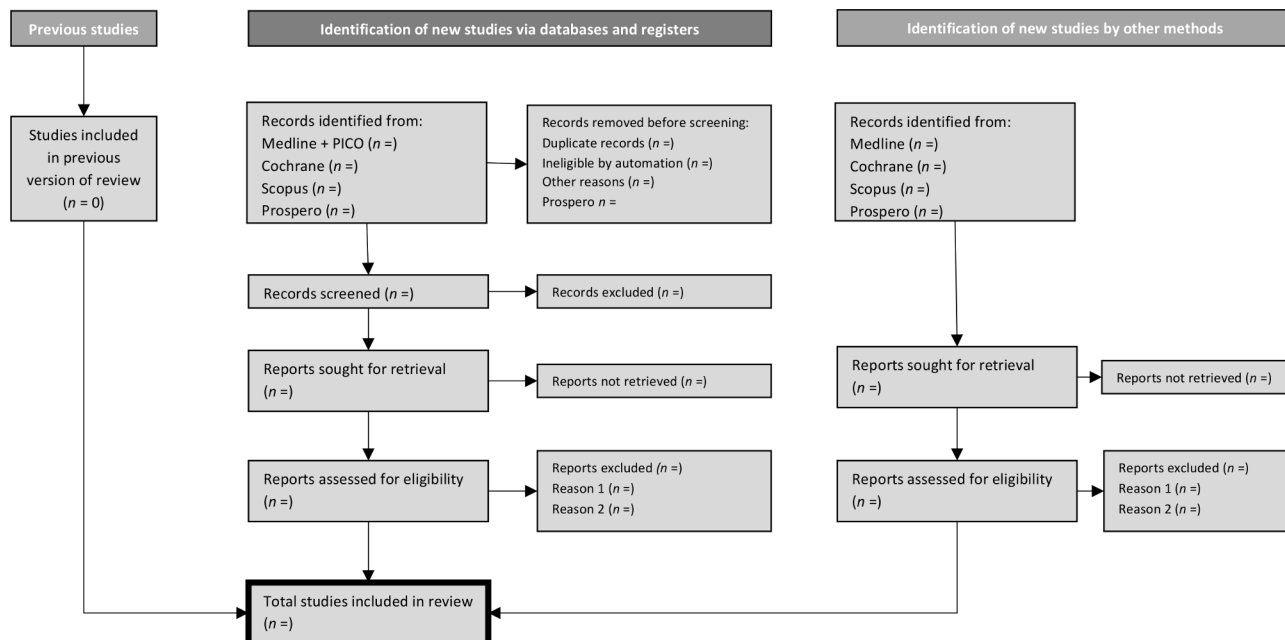 Previous studies
Identification of new studies via databases and registers
Identification of new studies by other methods
Studies included
in previous
version of review
(n = 0)
Records identified from:
Medline + PICO (n =)
Cochrane (n =)
Scopus (n =)
Prospero (n =)
Records removed before screening:
Duplicate records (n =)
Ineligible by automation (n =)
Other reasons (n =)
Prospero n =
Records identified from:
Medline (n =)
Cochrane (n =)
Scopus (n =)
Prospero (n =)
Records screened (n =)
Records excluded (n =)
Reports sought for retrieval
(n =)
Reports not retrieved (n =)
Reports sought for retrieval
(n =)
Reports not retrieved (n =)
Reports assessed for eligibility
(n =)
Reports excluded (n =)
Reason 1 (n =)
Reason 2 (n =)
Reports assessed for eligibility
(n =)
Reports excluded (n =)
Reason 1 (n =)
Reason 2 (n =)
Total studies included in review
(n =)